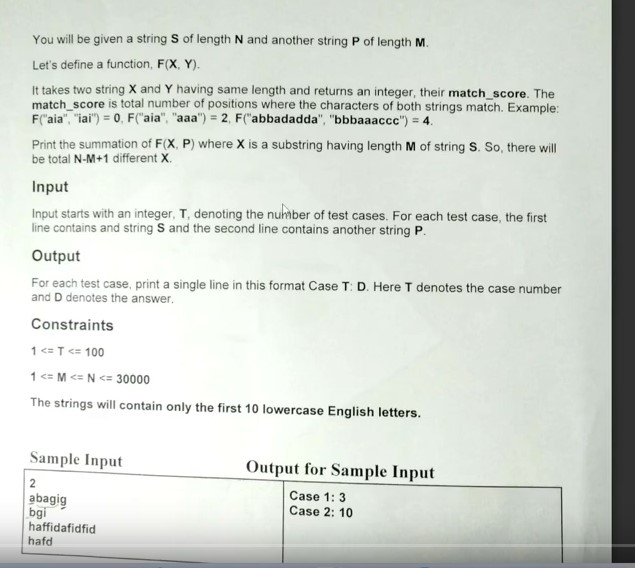 You will be given a string S of length N and another string P of length M.
Let's define a function, F(X, Y).
It takes two string X and Y having same length and returns an integer, their match_score. The
match_score is total number of positions where the characters of both strings match. Example:
F("aia", "iai") = 0, F("aia", "aaa") = 2, F("abbadadda", "bbbaaaccc") = 4.
Print the summation of F(X, P) where X is a substring having length M of string S. So, there will
be total N-M+1 different X.
Input
Input starts with an integer, T, denoting the number of test cases. For each test case, the first
line contains and string S and the second line contains another string P.
Output
For each test case, print a single line in this format Case T: D. Here T denotes the case number
and D denotes the answer.
Constraints
1 <= T <= 100
1 <= M <= N <= 30000
The strings will contain only the first 10 lowercase English letters.
Sample Input
Output for Sample Input
2
abagig
bgi
haffidafidfid
hafd
Case 1: 3
Case 2: 10